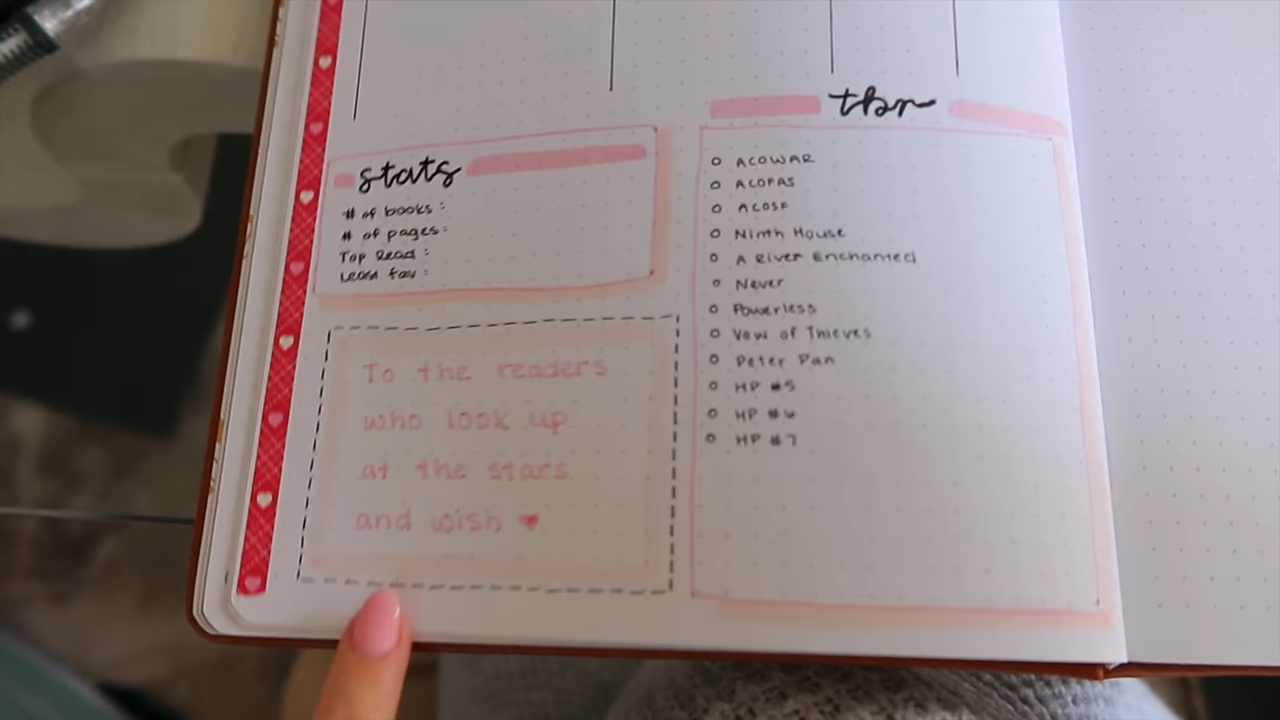 stats
# of books:
# of pages:
Top Read:
Least fav:
To the readers
who look up
at the stars
and wish ♥
tbr
ACOWAR
ACOFAS
ACOSF
Ninth House
A River Enchanted
Never
Powerless
Vow of Thieves
Peter Pan
HP #5
HP #6
HP #7